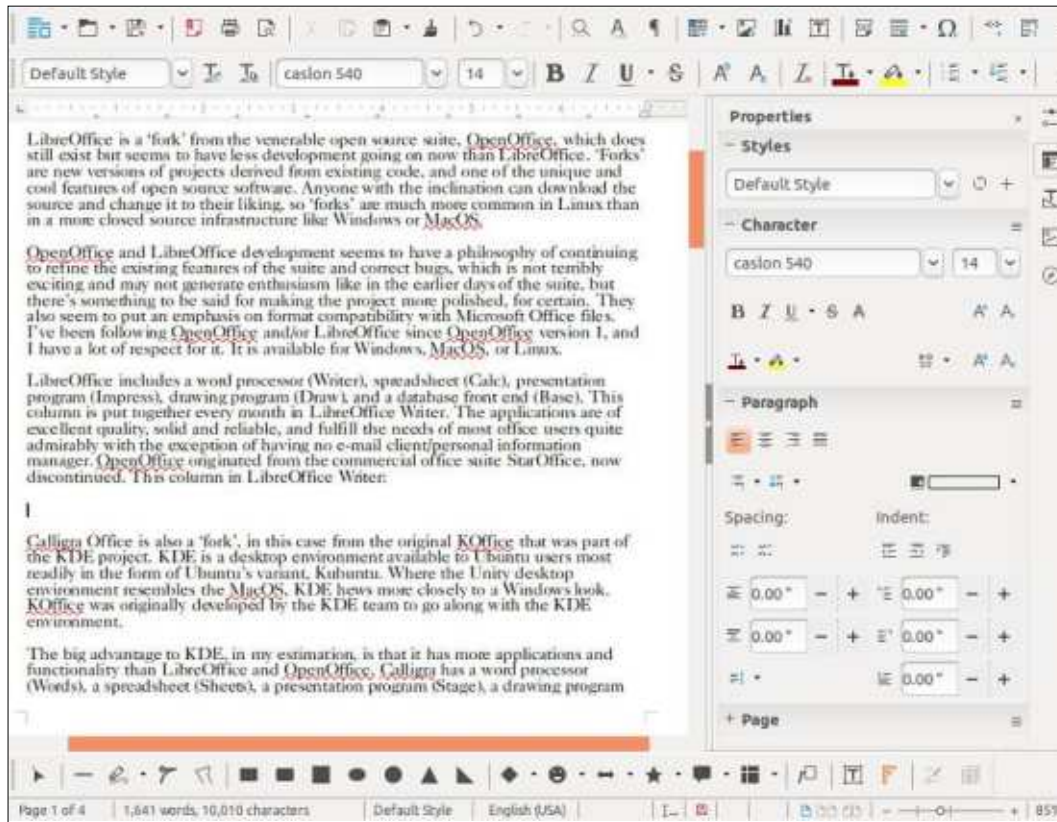 Default Style
caslon 540
14
LibreOffice is a ‘fork’ from the venerable open source suite, OpenOffice, which does
still exist but seems to have less development going on now than LibreOffice. ‘Forks’
are new versions of projects derived from existing code, and one of the unique and
cool features of open source software. Anyone with the inclination can download the
source and change it to their liking, so ‘forks’ are much more common in Linux than
in a more closed source infrastructure like Windows or MacOS.
OpenOffice and LibreOffice development seems to have a philosophy of continuing
to refine the existing features of the suite and correct bugs, which is not terribly
exciting and may not generate enthusiasm like in the earlier days of the suite, but
there’s something to be said for making the project more polished, for certain. They
also seem to put an emphasis on format compatibility with Microsoft Office files.
I’ve been following OpenOffice and/or LibreOffice since OpenOffice version 1, and
I have a lot of respect for it. It is available for Windows, MacOS, or Linux.
LibreOffice includes a word processor (Writer), spreadsheet (Calc), presentation
program (Impress), drawing program (Draw), and a database front end (Base). This
column is put together every month in LibreOffice Writer. The applications are of
excellent quality, solid and reliable, and fulfill the needs of most office users quite
admirably with the exception of having no e-mail client/personal information
manager. OpenOffice originated from the commercial office suite StarOffice, now
discontinued. This column in LibreOffice Writer:
Calligra Office is also a ‘fork’, in this case from the original KOffice that was part of
the KDE project. KDE is a desktop environment available to Ubuntu users most
readily in the form of Ubuntu’s variant, Kubuntu. Where the Unity desktop
environment resembles the MacOS, KDE hews more closely to a Windows look.
KOffice was originally developed by the KDE team to go along with the KDE
environment.
The big advantage to KDE, in my estimation, is that it has more applications and
functionality than LibreOffice and OpenOffice. Calligra has a word processor
(Words), a spreadsheet (Sheets), a presentation program (Stage), a drawing program
Properties
Styles
Default Style
Character
caslon 540
14
Paragraph
Spacing: Indent:
0.00" 0.00"
0.00" 0.00"
0.00"
Page
Page 1 of 4
1,641 words, 10,010 characters
Default Style
English (USA)
85%